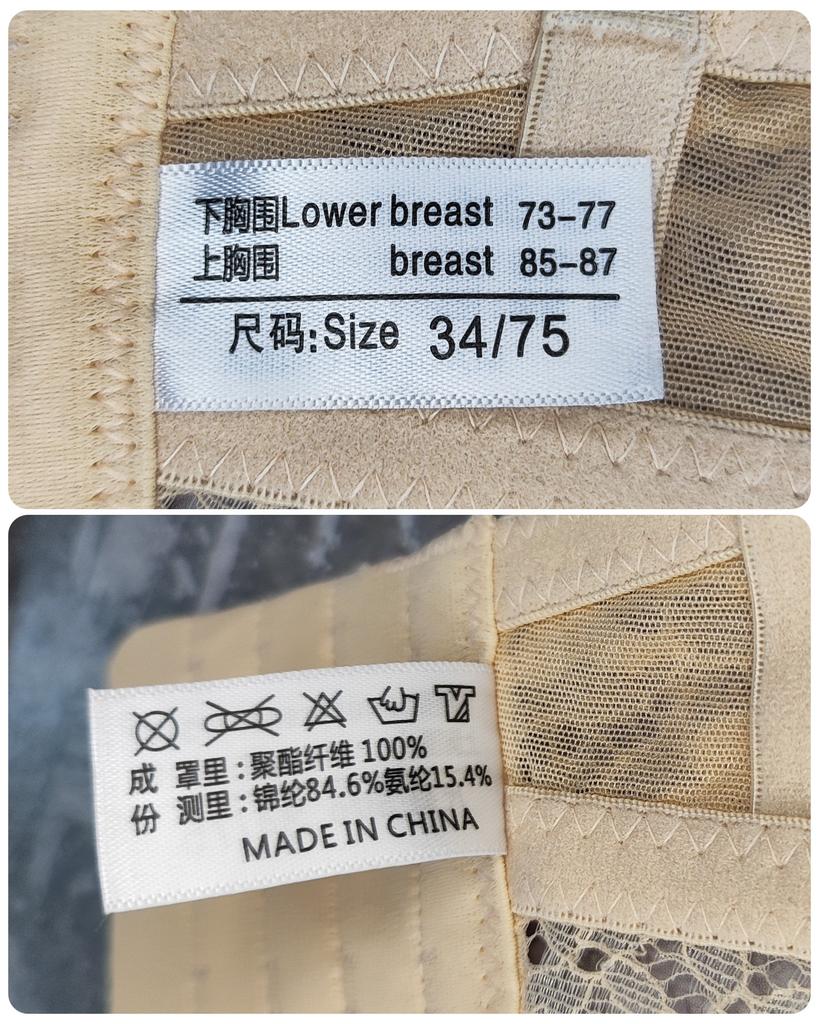 下胸围Lower breast 73-77
上胸围 breast 85-87
尺码:Size 34/75
成 罩里:聚酯纤维 100%
份 测里:锦纶84.6%氨纶15.4%
MADE IN CHINA